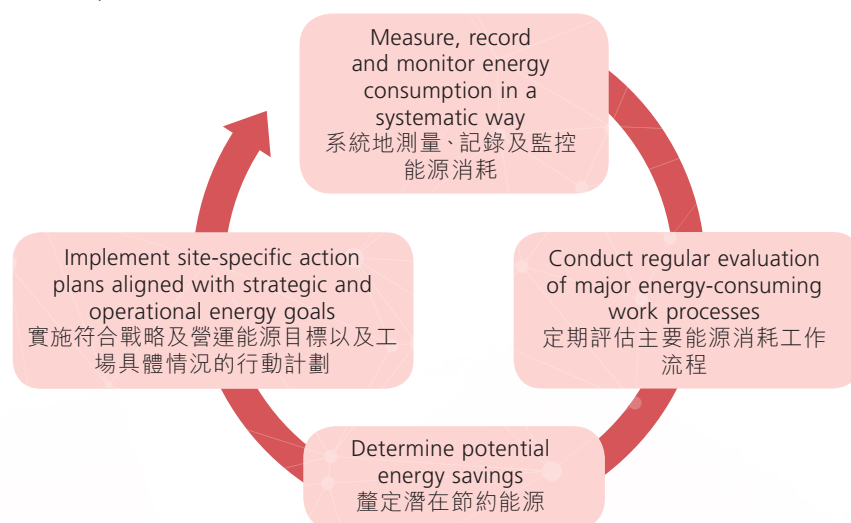 Measure, record
and monitor energy
consumption in a
systematic way
系統地測量、記錄及監控
能源消耗
Implement site-specific action
plans aligned with strategic and
operational energy goals
實施符合戰略及營運能源目標以及工
場具體情況的行動計劃
Conduct regular evaluation
of major energy-consuming
work processes
定期評估主要能源消耗工作
流程
Determine potential
energy savings
釐定潛在節約能源